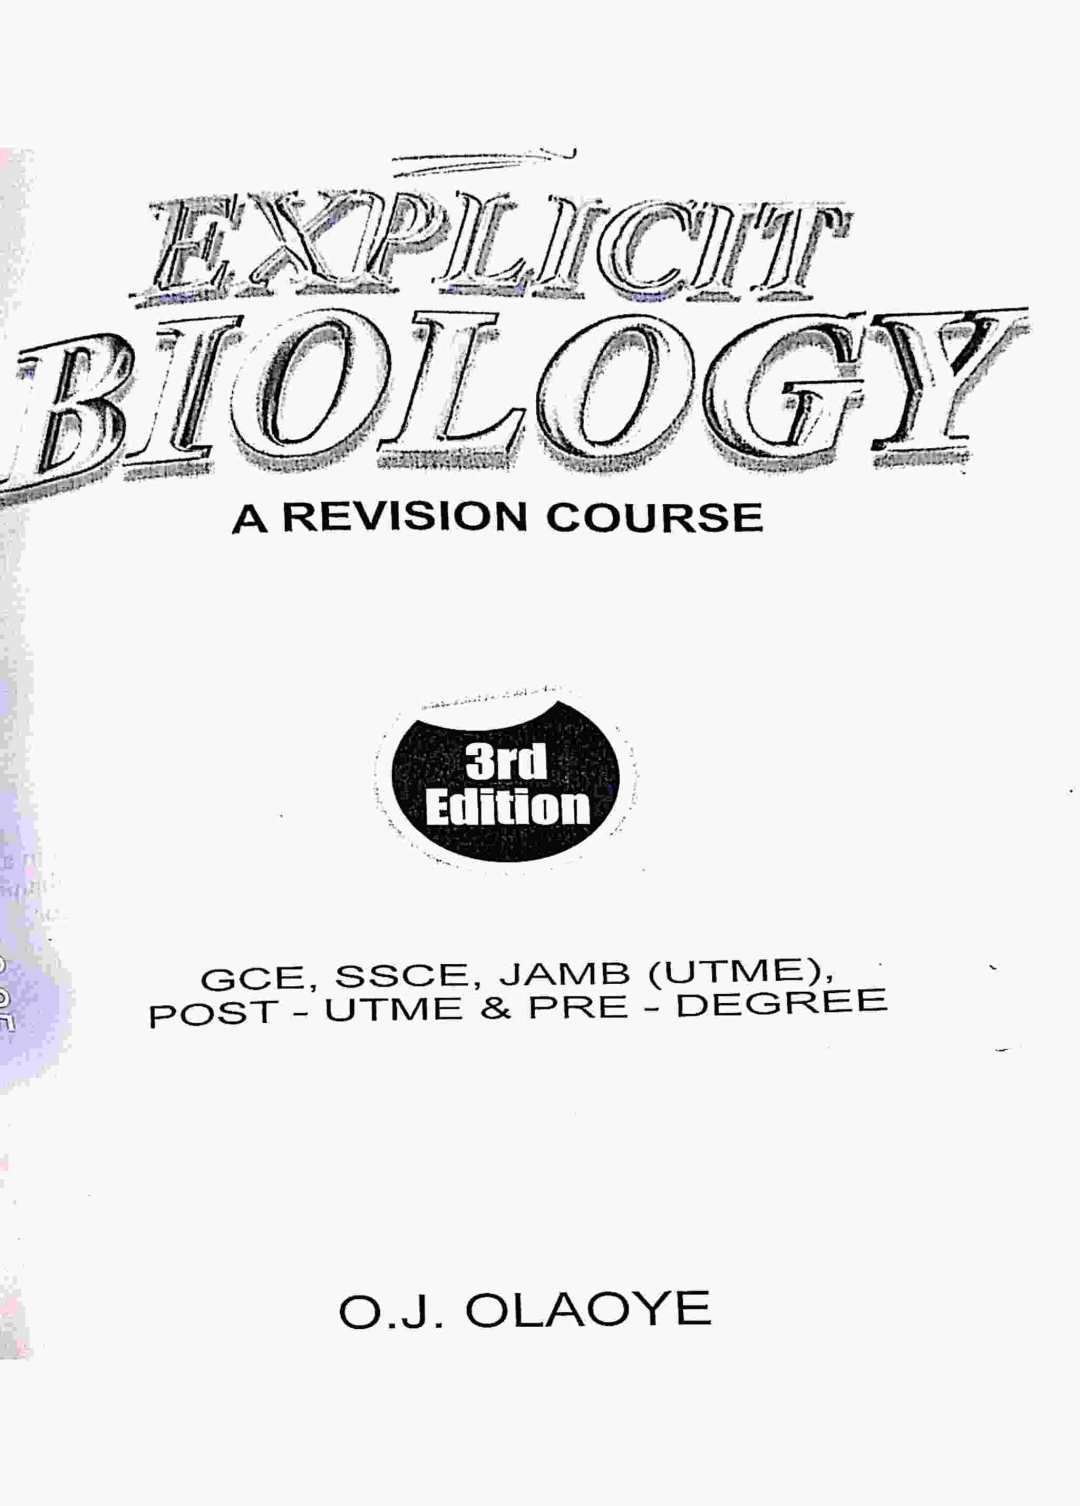 EXPLICIT
BIOLOGY
A REVISION COURSE
3rd
Edition
GCE, SSCE, JAMB (UTME),
POST - UTME & PRE - DEGREE
O.J. OLAOYE